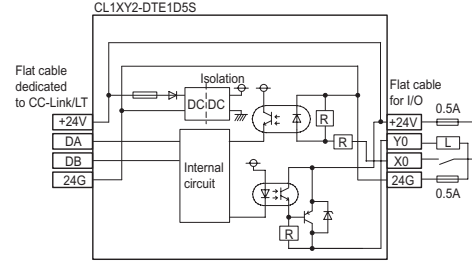 CL1XY2-DTE1D5S
Flat cable
dedicated
to CC-Link/LT
+24V
DA
DB
24G
Isolation
DC DC
Internal
circuit
R
R
R
Flat cable
for I/O
+24V
Y0
X0
24G
0.5A
L
0.5A